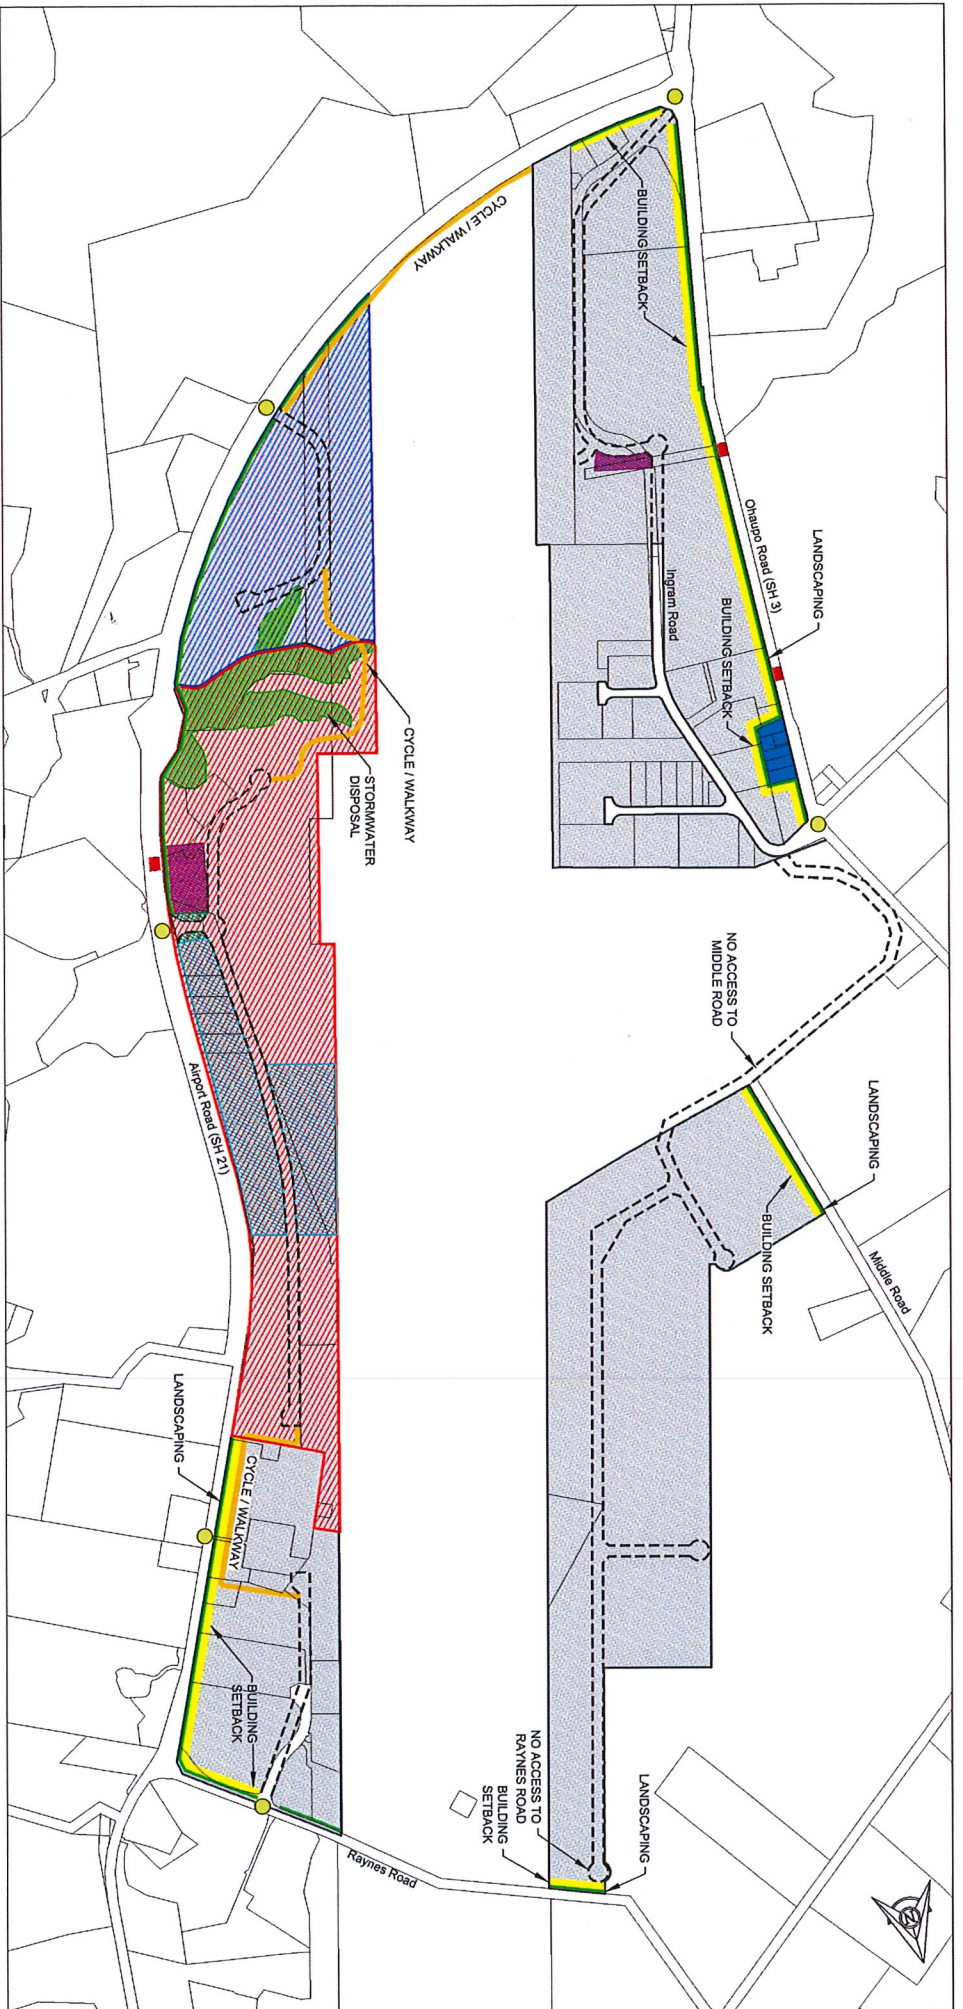 CYCLE / WALKWAY
BUILDING SETBACK
Ohaupo Road (SH 3)
LANDSCAPING
Ingram Road
BUILDING SETBACK
CYCLE / WALKWAY
STORMWATER
DISPOSAL
NO ACCESS TO
MIDDLE ROAD
LANDSCAPING
BUILDING SETBACK
Middle Road
Airport Road (SH 21)
LANDSCAPING
CYCLE / WALKWAY
BUILDING
SETBACK
Raynes Road
NO ACCESS TO
RAYNES ROAD
BUILDING
SETBACK
LANDSCAPING
N